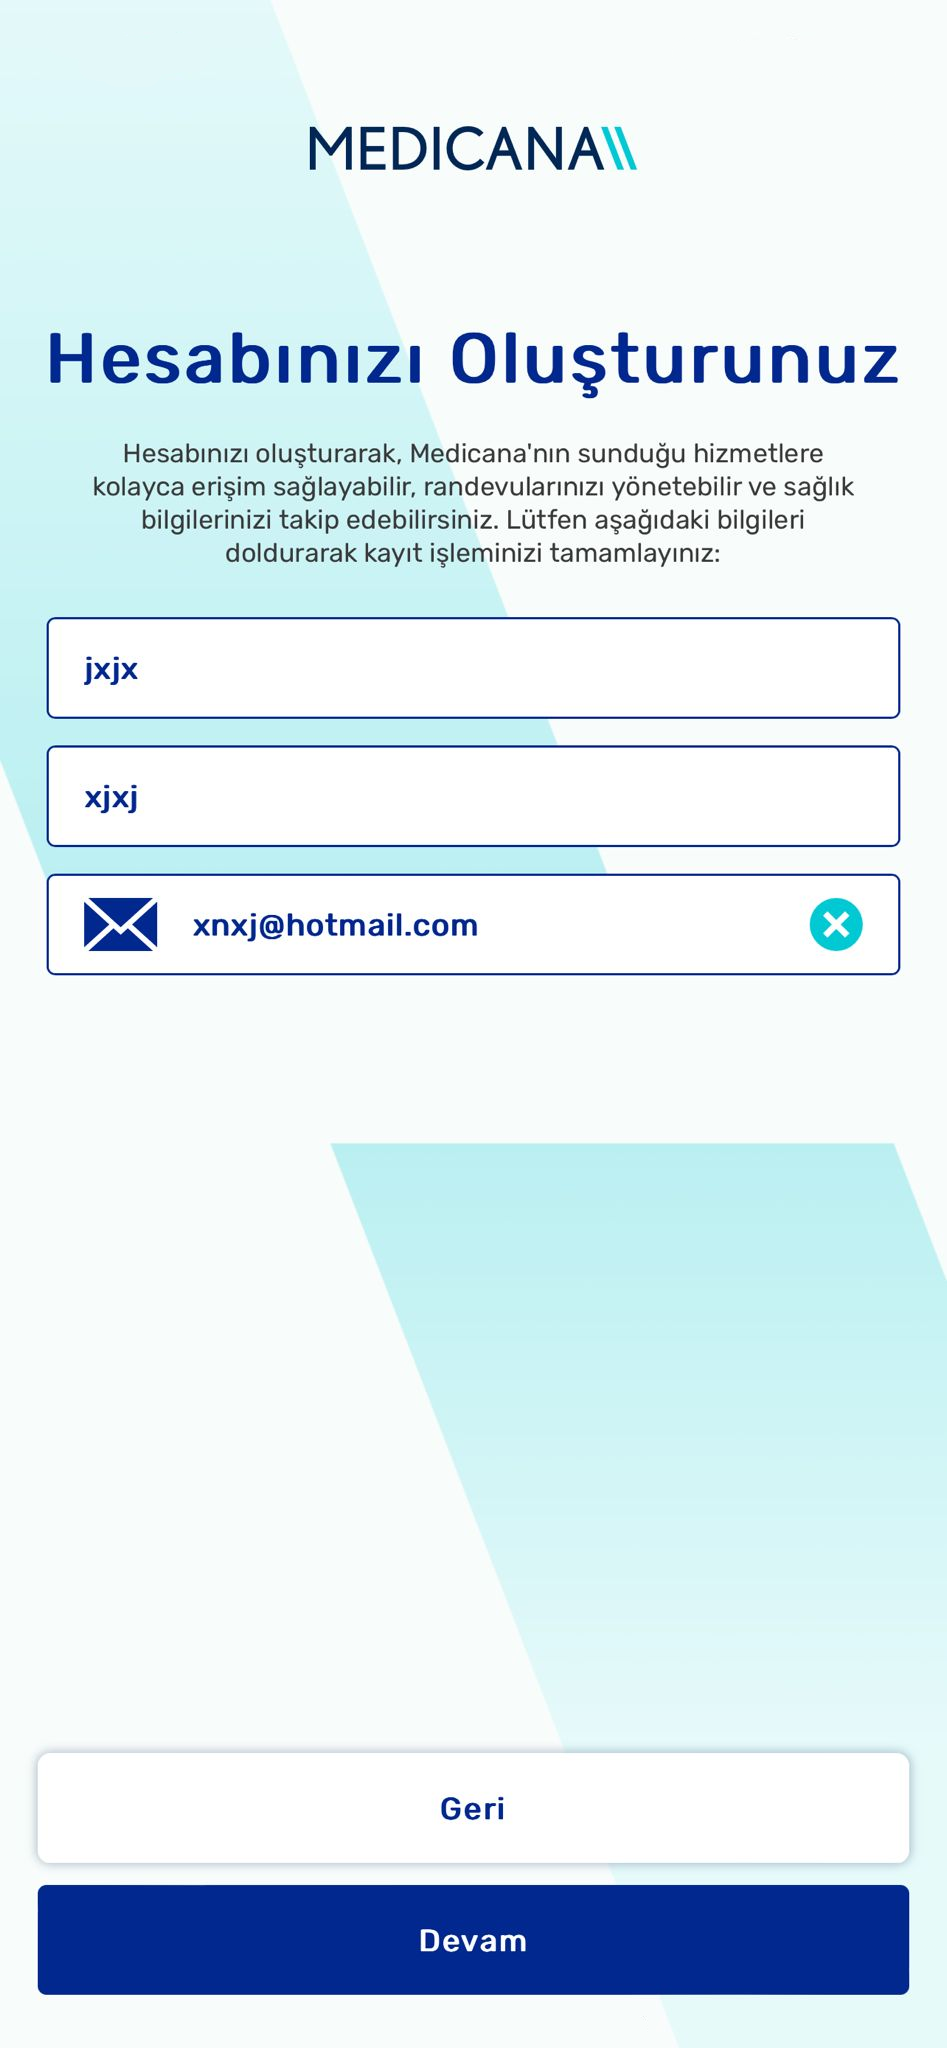 MEDICANA
Hesabınızı Oluşturunuz
Hesabınızı oluşturarak, Medicana'nın sunduğu hizmetlere
kolayca erişim sağlayabilir, randevularınızı yönetebilir ve sağlık
bilgilerinizi takip edebilirsiniz. Lütfen aşağıdaki bilgileri
doldurarak kayıt işleminizi tamamlayınız:
jxjx
xjxj
xnxj@hotmail.com
Geri
Devam